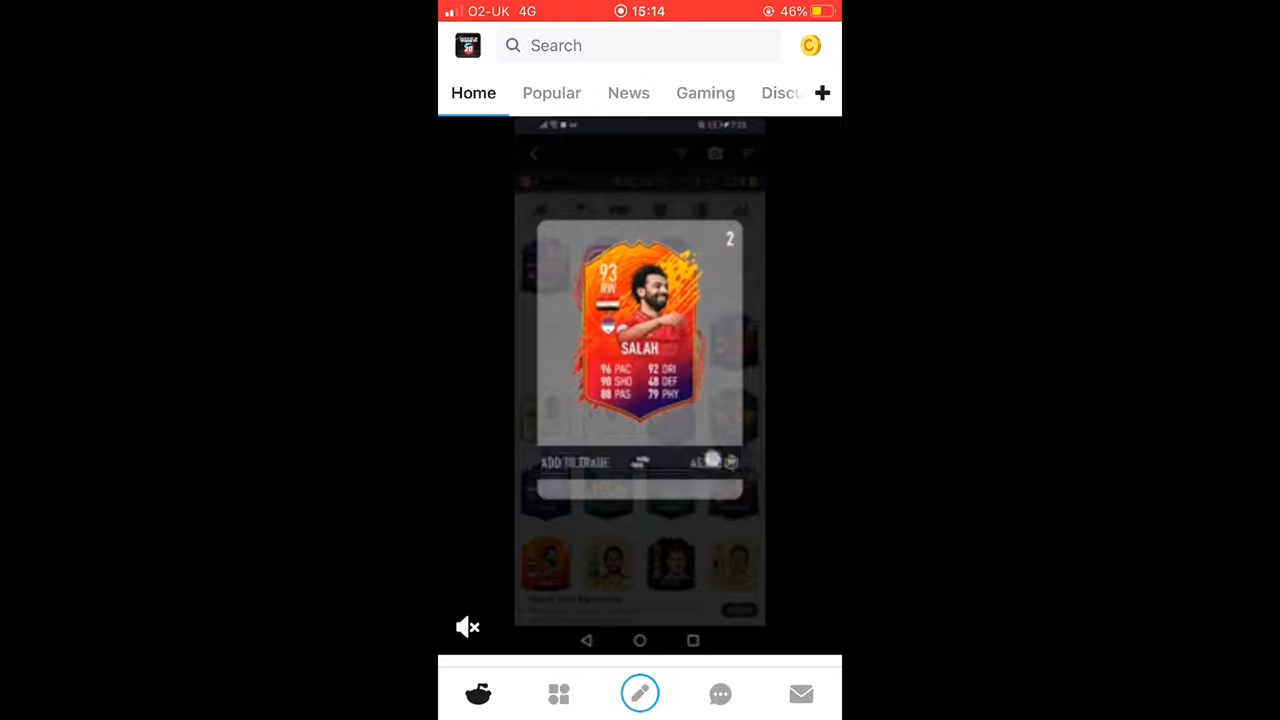 O2-UK 4G 15:14 46%
Search
Home Popular News Gaming Discu
2
93
RW
SALAH
96 PAC 92 DRI
90 SHO 48 DEF
88 PAS 79 PHY